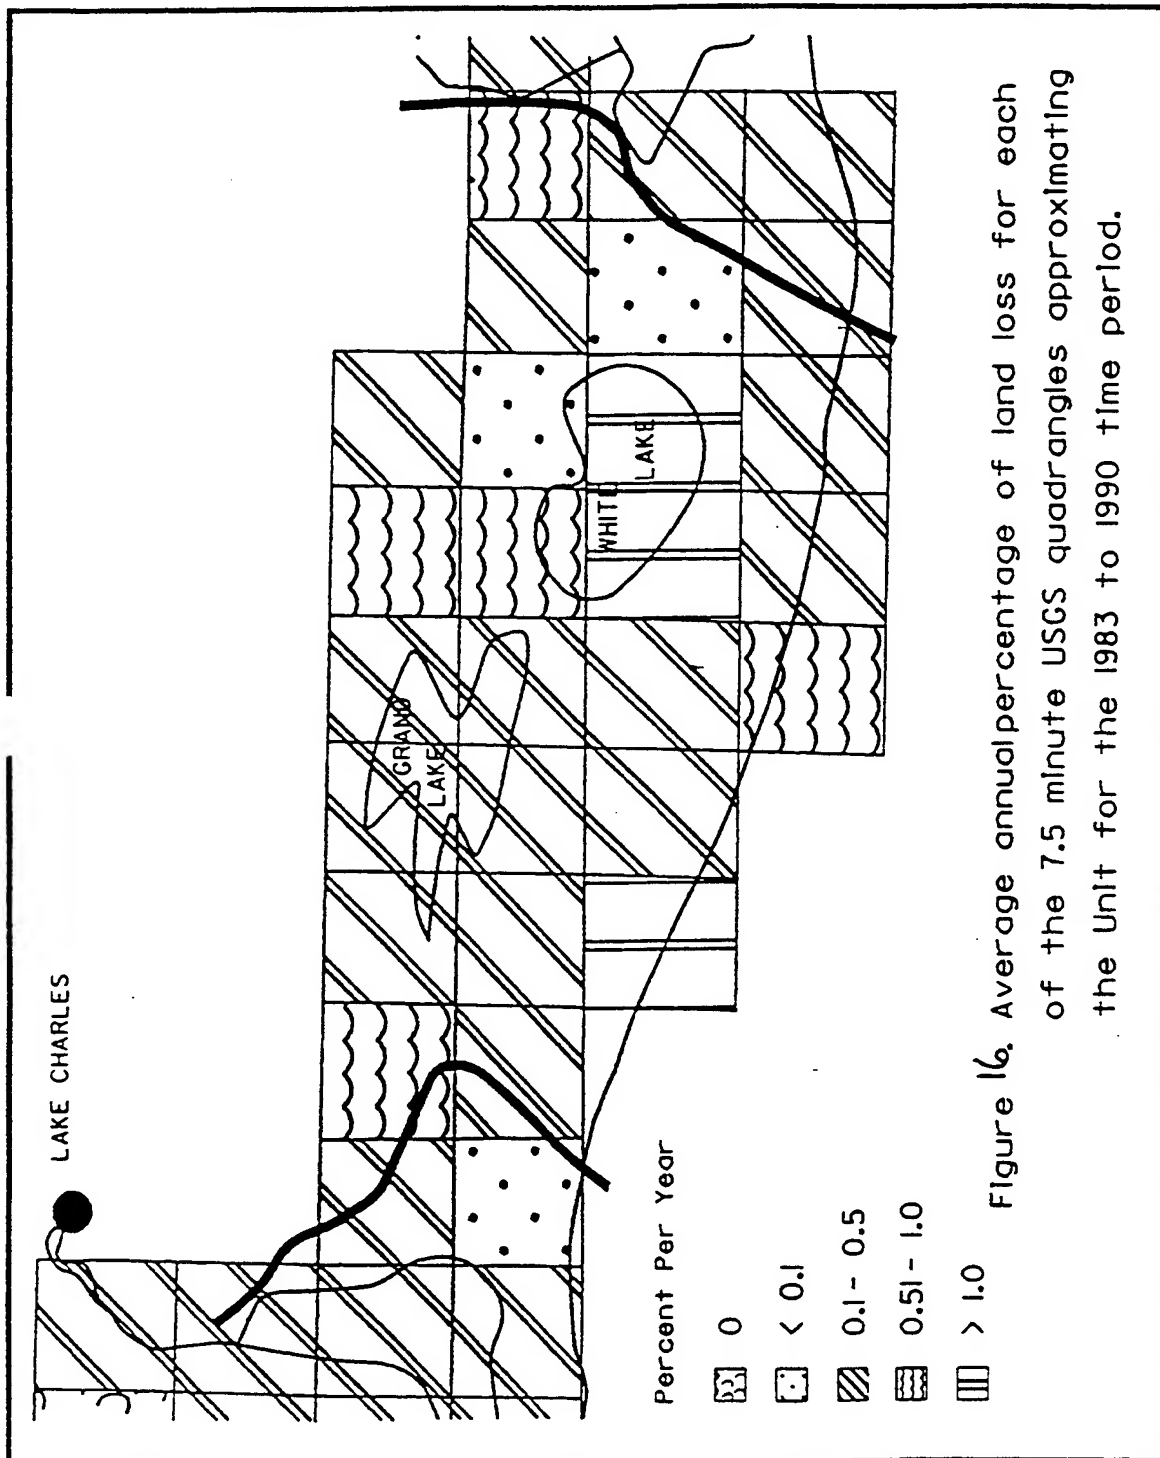 LAKE CHARLES
GRAND
LAKE
WHITE
LAKE
Percent Per Year
0
< 0.1
0.1 - 0.5
0.51 - 1.0
> 1.0
Figure 16. Average annualpercentage of land loss for each
of the 7.5 minute USGS quadrangles approximating
the Unit for the 1983 to 1990 time period.